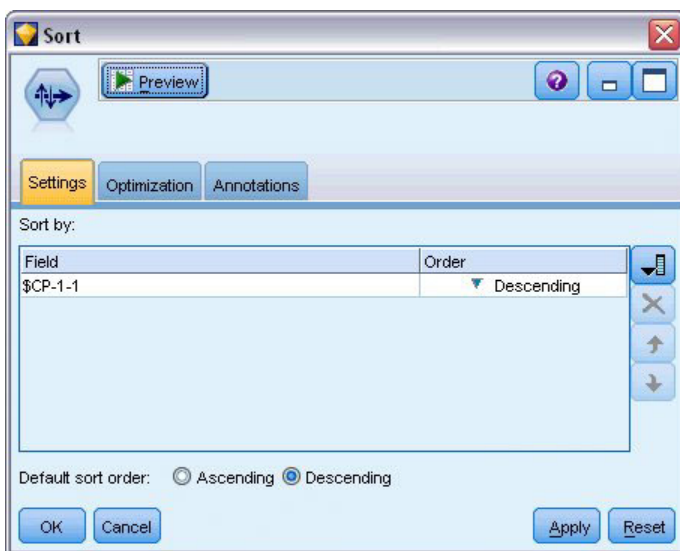 Sort
Preview
?
Settings Optimization Annotations
Sort by:
Field Order
$CP-1-1 Descending
Default sort order: Ascending Descending
OK Cancel Apply Reset